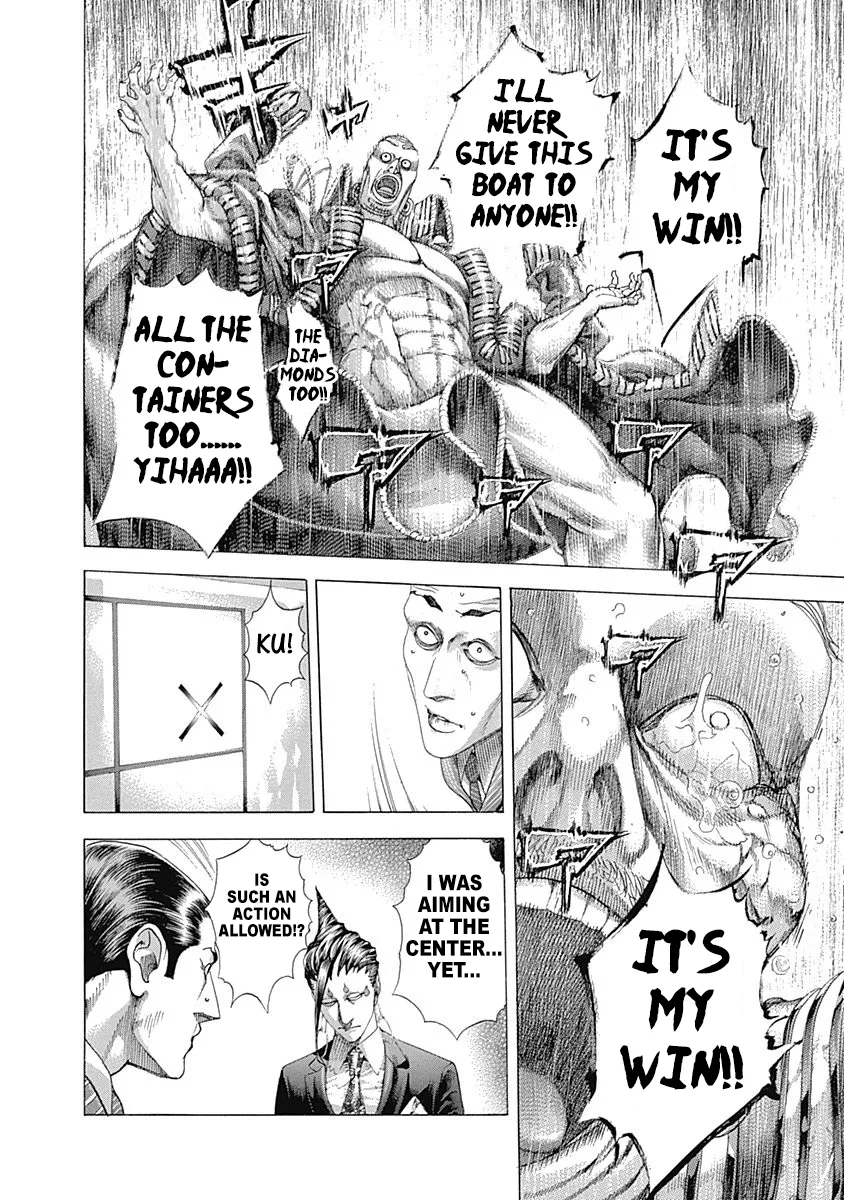 IT'S
MY
WIN!!
I'LL
NEVER
GIVE THIS
BOAT TO
ANYONE!!
THE
DIA-
MONDS
TOO!!
ALL THE
CON-
TAINERS
TOO......
YIHAAA!!
IT'S
MY
WIN!!
KU!
I WAS
AIMING
AT THE
CENTER...
YET...
IS
SUCH AN
ACTION
ALLOWED!?